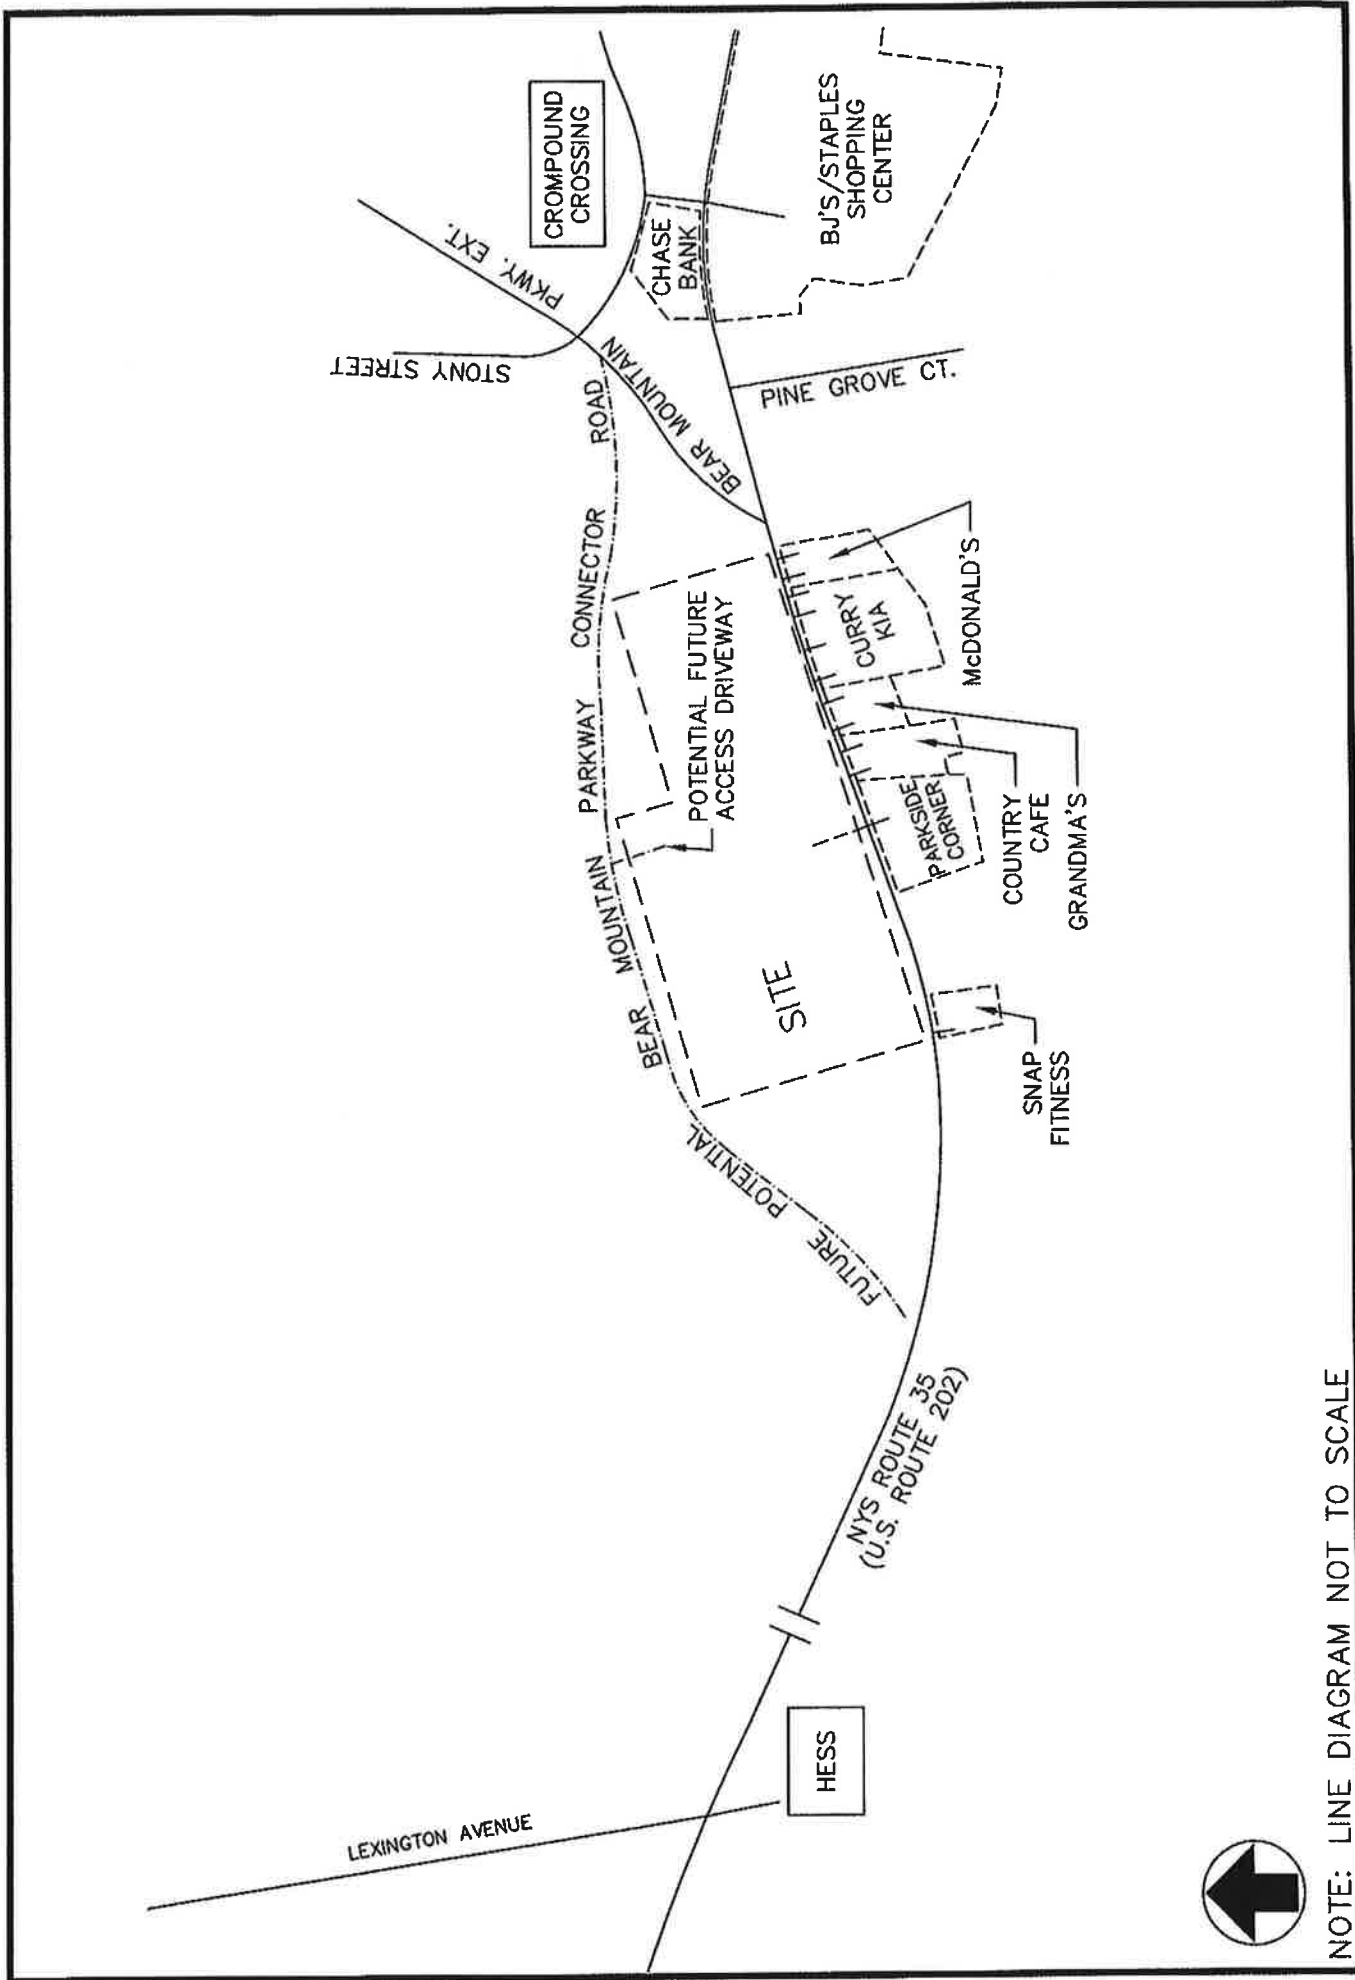 LEXINGTON AVENUE
HESS
NYS ROUTE 35
(U.S. ROUTE 202)
FUTURE POTENTIAL BEAR MOUNTAIN PARKWAY CONNECTOR ROAD
STONY STREET
BEAR MOUNTAIN PKWY. EXT.
CROMPOUND
CROSSING
CHASE
BANK
BJ'S/STAPLES
SHOPPING
CENTER
PINE GROVE CT.
POTENTIAL FUTURE
ACCESS DRIVEWAY
SITE
SNAP
FITNESS
PARKSIDE
CORNER
COUNTRY
CAFE
GRANDMA'S
CURRY
KIA
McDONALD'S
NOTE: LINE DIAGRAM NOT TO SCALE